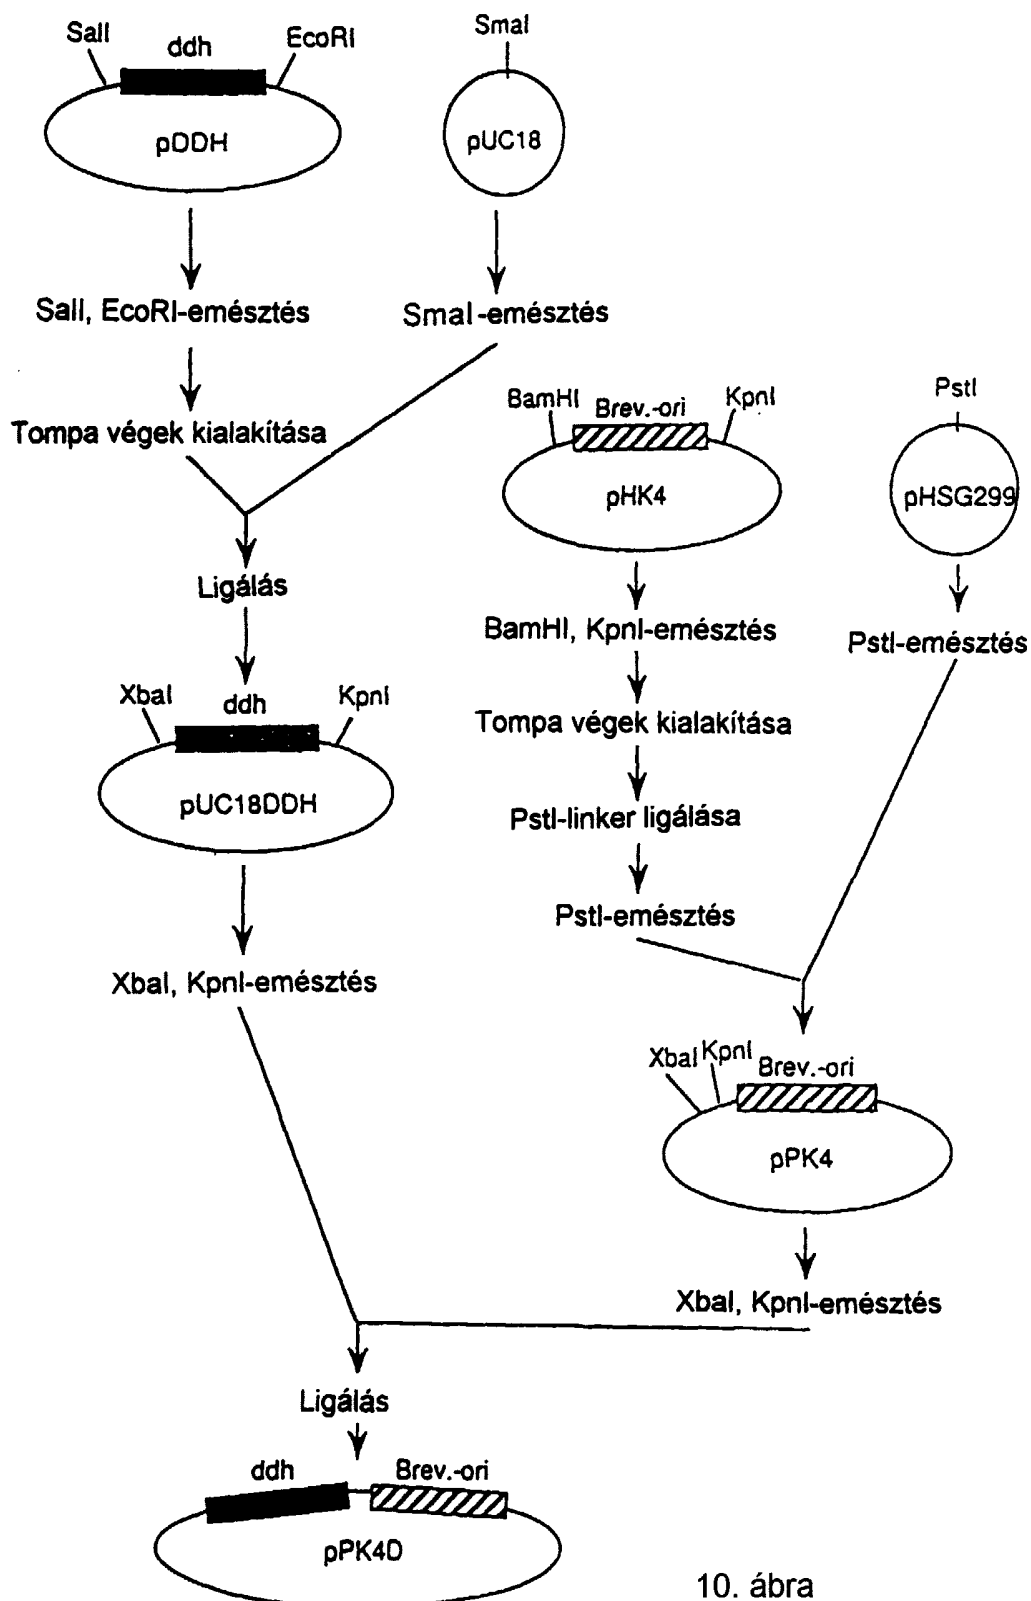 SalI
ddh
EcoRI
pDDH
SmaI
pUC18
SalI, EcoRI-emésztés
SmaI-emésztés
Tompa végek kialakítása
Ligálás
BamHI
Brev.-ori
KpnI
pHK4
PstI
pHSG299
BamHI, KpnI-emésztés
PstI-emésztés
Tompa végek kialakítása
PstI-linker ligálása
PstI-emésztés
XbaI
ddh
KpnI
pUC18DDH
XbaI, KpnI-emésztés
XbaI
KpnI
Brev.-ori
pPK4
XbaI, KpnI-emésztés
Ligálás
ddh
Brev.-ori
pPK4D
10. ábra